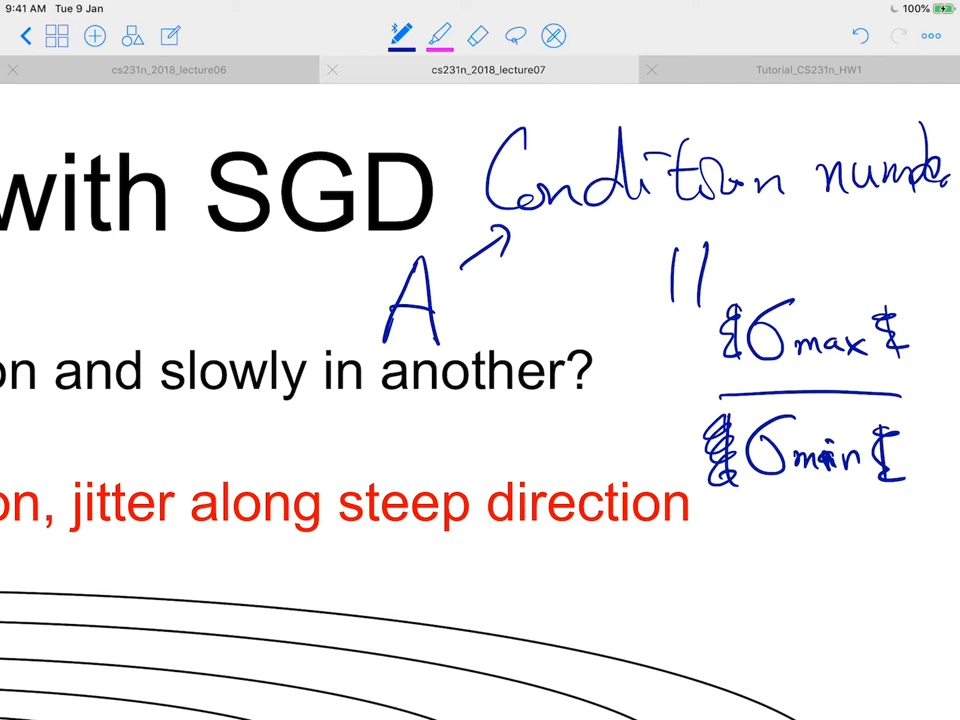 9:41 AM Tue 9 Jan 100%
cs231n_2018_lecture06 cs231n_2018_lecture07 Tutorial_CS231n_HW1
with SGD Condition number
A
on and slowly in another?
σmax
σmin
on, jitter along steep direction